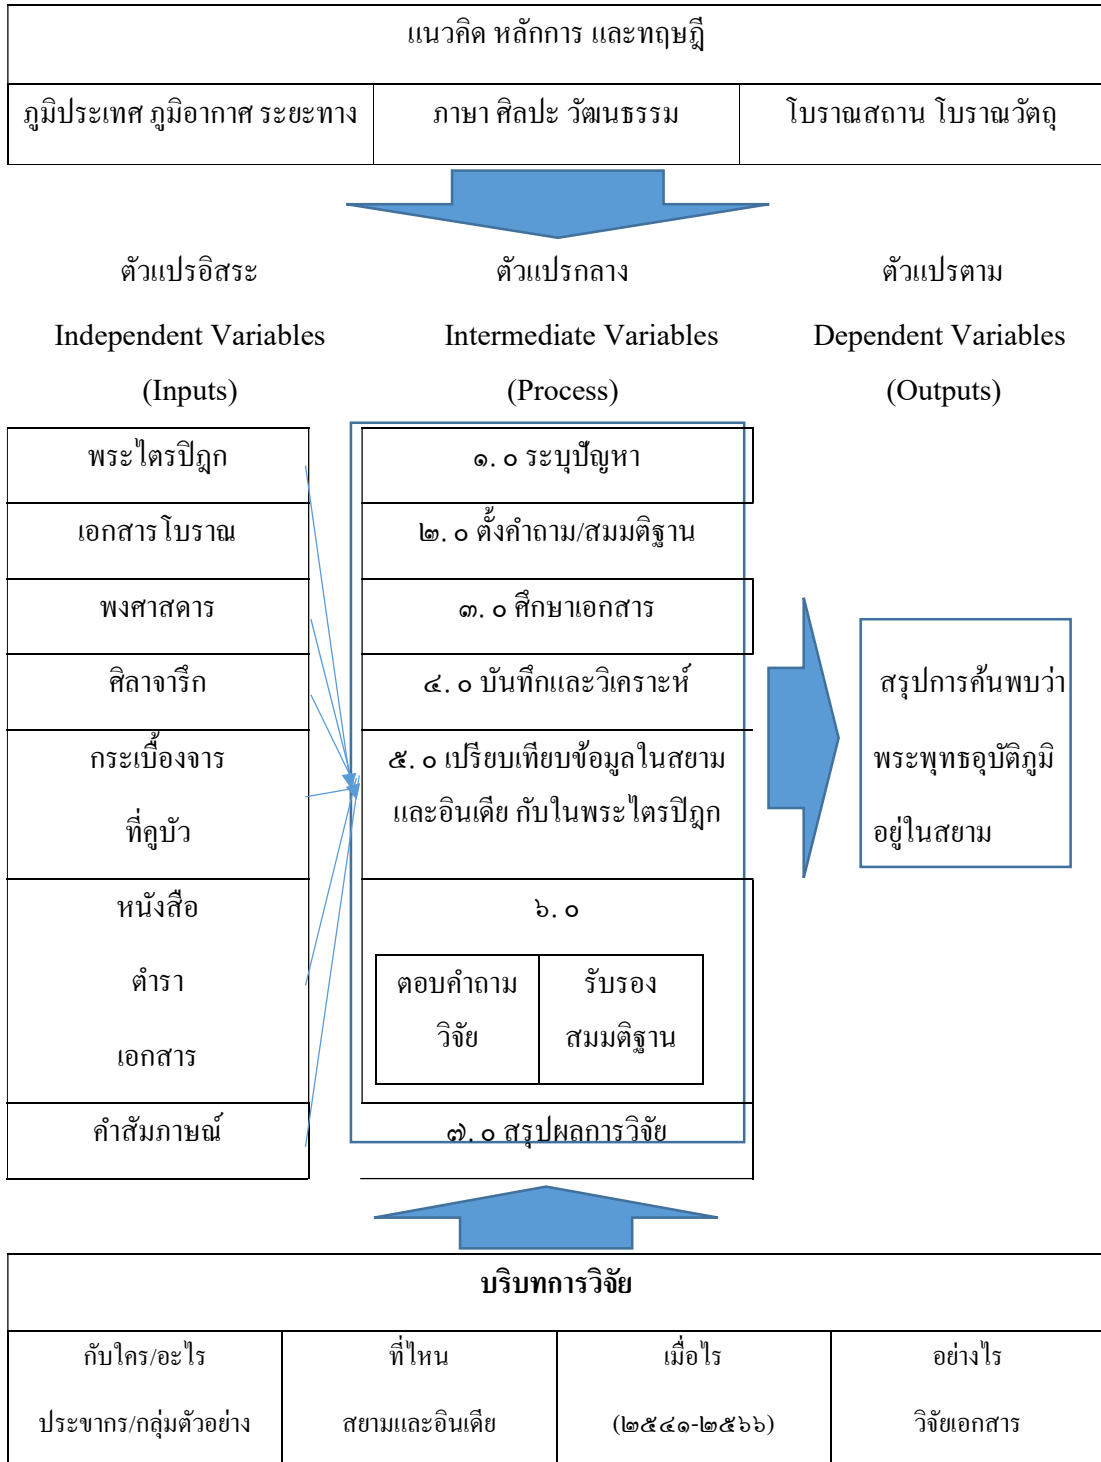 แนวคิด หลักการ และทฤษฎี
ภูมิประเทศ ภูมิอากาศ ระยะทาง
ภาษา ศิลปะ วัฒนธรรม
โบราณสถาน โบราณวัตถุ
ตัวแปรอิสระ
ตัวแปรกลาง
ตัวแปรตาม
Independent Variables
Intermediate Variables
Dependent Variables
(Inputs)
(Process)
(Outputs)
พระไตรปิฎก
เอกสารโบราณ
พงศาสดาร
ศิลาจารึก
กระเบื้องจาร
ที่คูบัว
หนังสือ
ตำรา
เอกสาร
คำสัมภาษณ์
๑.๐ ระบุปัญหา
๒.๐ ตั้งคำถาม/สมมติฐาน
๓.๐ ศึกษาเอกสาร
๔.๐ บันทึกและวิเคราะห์
๕.๐ เปรียบเทียบข้อมูลในสยาม
และอินเดีย กับในพระไตรปิฎก
๖.๐
ตอบคำถาม
วิจัย
รับรอง
สมมติฐาน
๗.๐ สรุปผลการวิจัย
สรุปการค้นพบว่า
พระพุทธอุบัติภูมิ
อยู่ในสยาม
บริบทการวิจัย
กับใคร/อะไร
ที่ไหน
เมื่อไร
อย่างไร
ประขากร/กลุ่มตัวอย่าง
สยามและอินเดีย
(๒๕๔๑-๒๕๖๖)
วิจัยเอกสาร